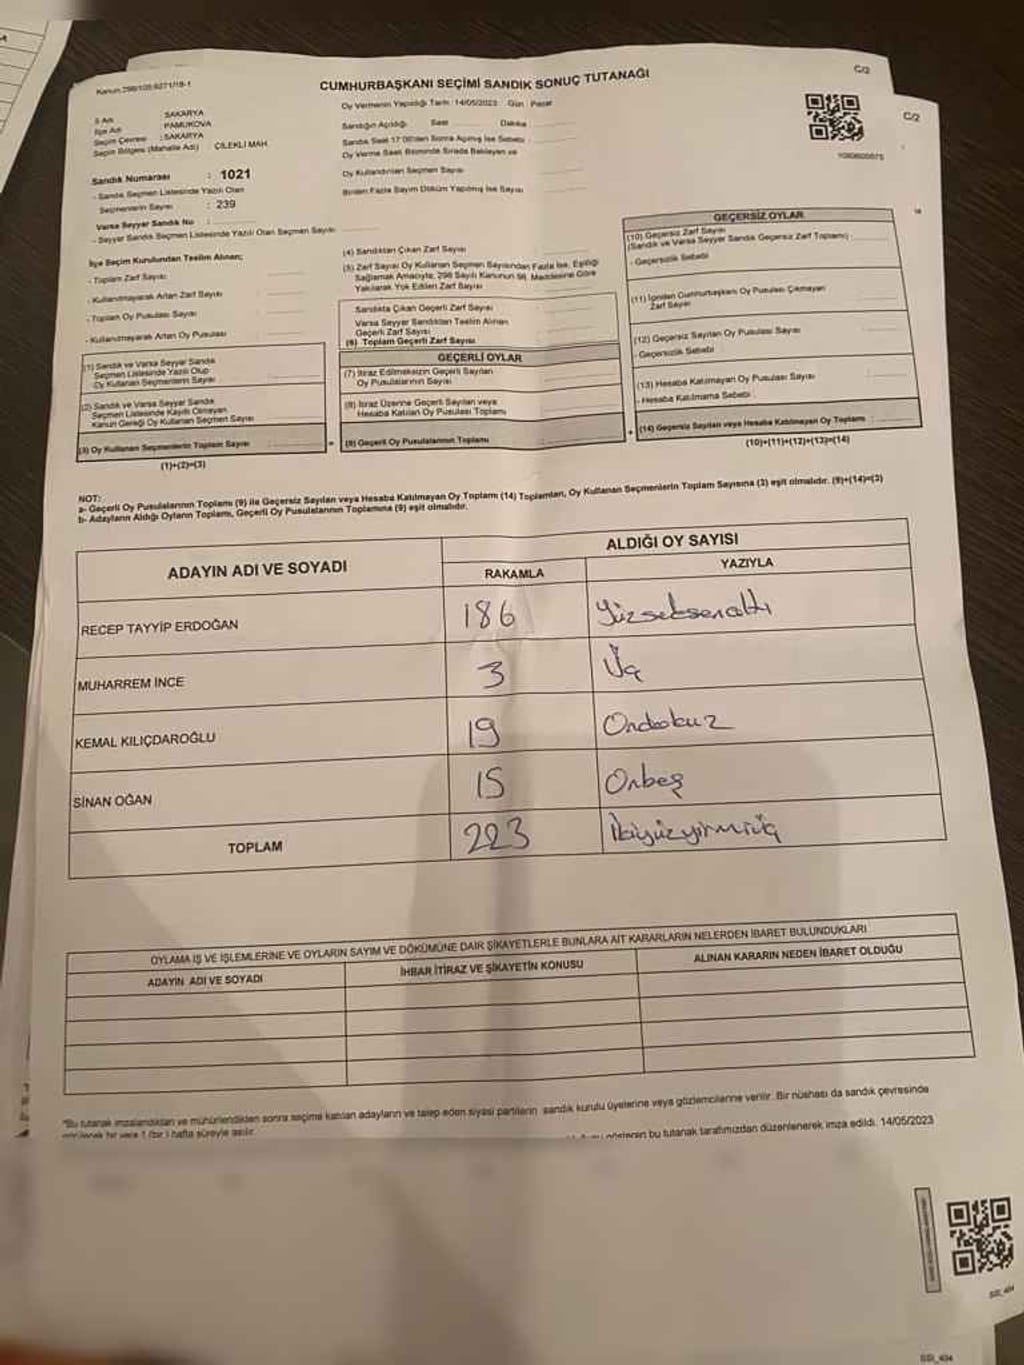 CUMHURBAŞKANI SEÇİMİ SANDIK SONUÇ TUTANAĞI
C/2
C/2
Oy Vermenin Yapıldığı Tarih : 14/05/2023 Gün : Pazar
İl Adı : SAKARYA
İlçe Adı : PAMUKOVA
Seçim Çevresi : SAKARYA
Seçim Bölgesi (Mahalle Adı) ÇİLEKLİ MAH.
Sandık Numarası : 1021
- Sandık Seçmen Listesinde Yazılı Olan
Seçmenlerin Sayısı : 239
Varsa Seyyar Sandık No :
- Seyyar Sandık Seçmen Listesinde Yazılı Olan Seçmen Sayısı
Sandığın Açıldığı Saat Dakika
Sandık Saat 17:00'den Sonra Açılmış İse Sebebi
Oy Verme Saati Bitiminde Sırada Bekleyen ve
Oy Kullandırılan Seçmen Sayısı
Birden Fazla Sayım Döküm Yapılmış İse Sayısı
İlçe Seçim Kurulundan Teslim Alınan;
- Toplam Zarf Sayısı
- Kullanılmayarak Artan Zarf Sayısı
- Toplam Oy Pusulası Sayısı
- Kullanılmayarak Artan Oy Pusulası
(1) Sandık ve Varsa Seyyar Sandık
Seçmen Listesinde Yazılı Olup
Oy Kullanan Seçmenlerin Sayısı
(2) Sandık ve Varsa Seyyar Sandık
Seçmen Listesinde Kayıtlı Olmayan
Kanun Gereği Oy Kullanan Seçmen Sayısı
(3) Oy Kullanan Seçmenlerin Toplam Sayısı
(1)+(2)=(3)
(4) Sandıktan Çıkan Zarf Sayısı
(5) Zarf Sayısı Oy Kullanan Seçmen Sayısından Fazla İse, Eşitliği
Sağlamak Amacıyla, 298 Sayılı Kanunun 98. Maddesine Göre
Yakılarak Yok Edilen Zarf Sayısı
Sandıkta Çıkan Geçerli Zarf Sayısı
Varsa Seyyar Sandıktan Teslim Alınan
Geçerli Zarf Sayısı
(6) Toplam Geçerli Zarf Sayısı
GEÇERLİ OYLAR
(7) İtiraz Edilmeksizin Geçerli Sayılan
Oy Pusulalarının Sayısı
(8) İtiraz Üzerine Geçerli Sayılan veya
Hesaba Katılan Oy Pusulası Toplamı
(9) Geçerli Oy Pusulalarının Toplamı
GEÇERSİZ OYLAR
(10) Geçersiz Zarf Sayısı
(Sandık ve Varsa Seyyar Sandık Geçersiz Zarf Toplamı)
- Geçersizlik Sebebi
(11) İçinden Cumhurbaşkanı Oy Pusulası Çıkmayan
Zarf Sayısı
(12) Geçersiz Sayılan Oy Pusulası Sayısı
- Geçersizlik Sebebi
(13) Hesaba Katılmayan Oy Pusulası Sayısı
- Hesaba Katılmama Sebebi
(14) Geçersiz Sayılan veya Hesaba Katılmayan Oy Toplamı
(10)+(11)+(12)+(13)=(14)
NOT:
a- Geçerli Oy Pusulalarının Toplamı (9) ile Geçersiz Sayılan veya Hesaba Katılmayan Oy Toplamı (14) Toplamları, Oy Kullanan Seçmenlerin Toplam Sayısına (3) eşit olmalıdır. (9)+(14)=(3)
b- Adayların Aldığı Oyların Toplamı, Geçerli Oy Pusulalarının Toplamına (9) eşit olmalıdır.
ADAYIN ADI VE SOYADI ALDIĞI OY SAYISI
RAKAMLA YAZIYLA
RECEP TAYYİP ERDOĞAN 186 Yüzseksenaltı
MUHARREM İNCE 3 Üç
KEMAL KILIÇDAROĞLU 19 Ondokuz
SİNAN OĞAN 15 Onbeş
TOPLAM 223 İkiyüzyirmiüç
OYLAMA İŞ VE İŞLEMLERİNE VE OYLARIN SAYIM VE DÖKÜMÜNE DAİR ŞİKAYETLERLE BUNLARA AİT KARARLARIN NELERDEN İBARET BULUNDUKLARI
ADAYIN ADI VE SOYADI İHBAR İTİRAZ VE ŞİKAYETİN KONUSU ALINAN KARARIN NEDEN İBARET OLDUĞU
*Bu tutanak imzalandıktan ve mühürlendikten sonra seçime katılan adayların ve talep eden siyasi partilerin sandık kurulu üyelerine veya gözlemcilerine verilir. Bir nüshası da sandık çevresinde
bu tutanak tarafımızdan düzenlenerek imza edildi. 14/05/2023